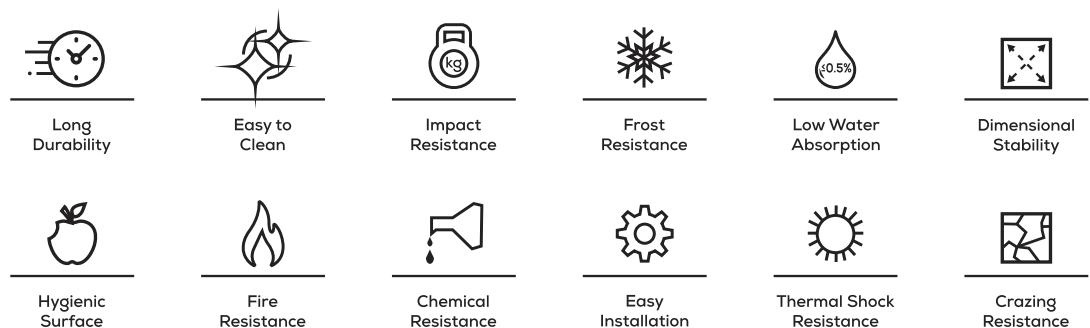 kg
≤0.5%
Long
Durability
Easy to
Clean
Impact
Resistance
Frost
Resistance
Low Water
Absorption
Dimensional
Stability
Hygienic
Surface
Fire
Resistance
Chemical
Resistance
Easy
Installation
Thermal Shock
Resistance
Crazing
Resistance